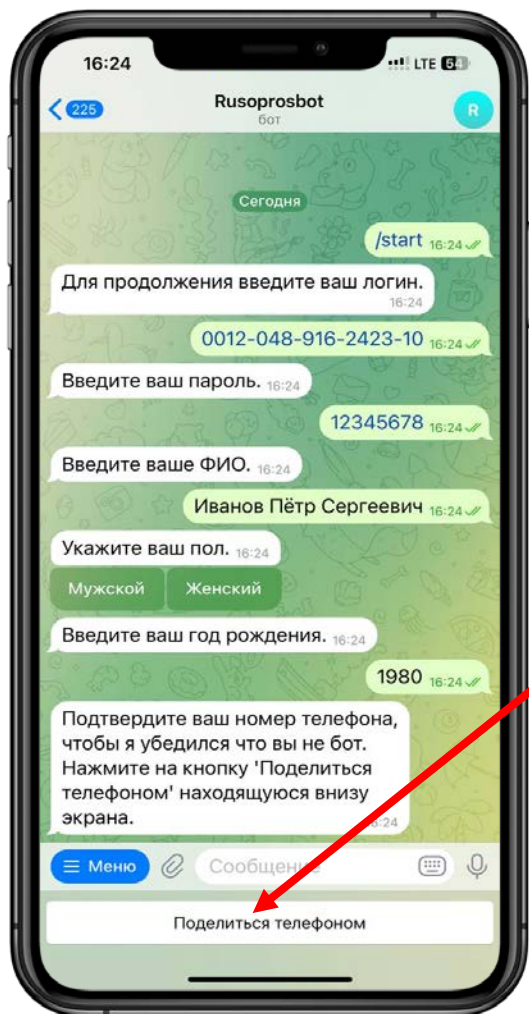 16:24
LTE 54
225
Rusoprosbot
бот
R
Сегодня
/start 16:24
Для продолжения введите ваш логин.
16:24
0012-048-916-2423-10 16:24
Введите ваш пароль. 16:24
12345678 16:24
Введите ваше ФИО. 16:24
Иванов Пётр Сергеевич 16:24
Укажите ваш пол. 16:24
Мужской Женский
Введите ваш год рождения. 16:24
1980 16:24
Подтвердите ваш номер телефона,
чтобы я убедился что вы не бот.
Нажмите на кнопку 'Поделиться
телефоном' находящуюся внизу
экрана. 16:24
Меню Сообщение
Поделиться телефоном